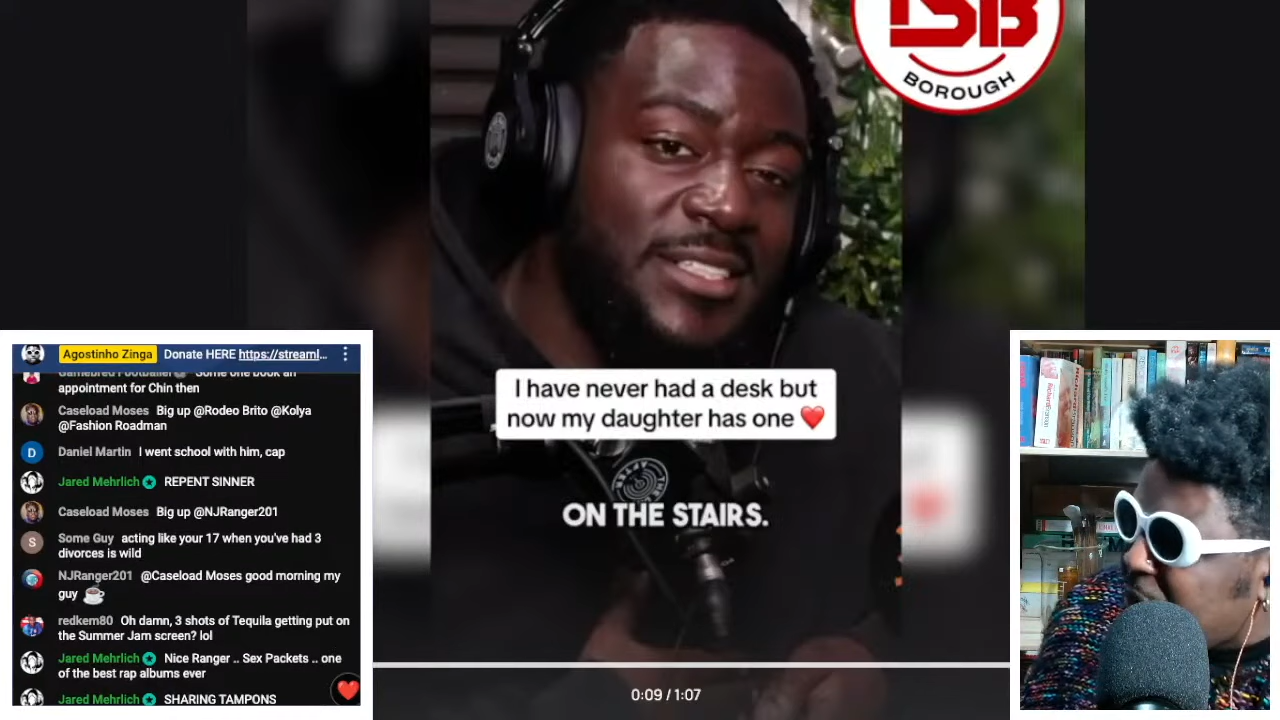 BOROUGH
I have never had a desk but
now my daughter has one ❤️
ON THE STAIRS.
0:09 / 1:07
Agostinho Zinga Donate HERE https://streaml...
appointment for Chin then
Caseload Moses Big up @Rodeo Brito @Kolya
@Fashion Roadman
D
Daniel Martin I went school with him, cap
Jared Mehrlich REPENT SINNER
Caseload Moses Big up @NJRanger201
S
Some Guy acting like your 17 when you've had 3
divorces is wild
NJRanger201 @Caseload Moses good morning my
guy ☕
redkem80 Oh damn, 3 shots of Tequila getting put on
the Summer Jam screen? lol
Jared Mehrlich Nice Ranger .. Sex Packets .. one
of the best rap albums ever
Jared Mehrlich SHARING TAMPONS